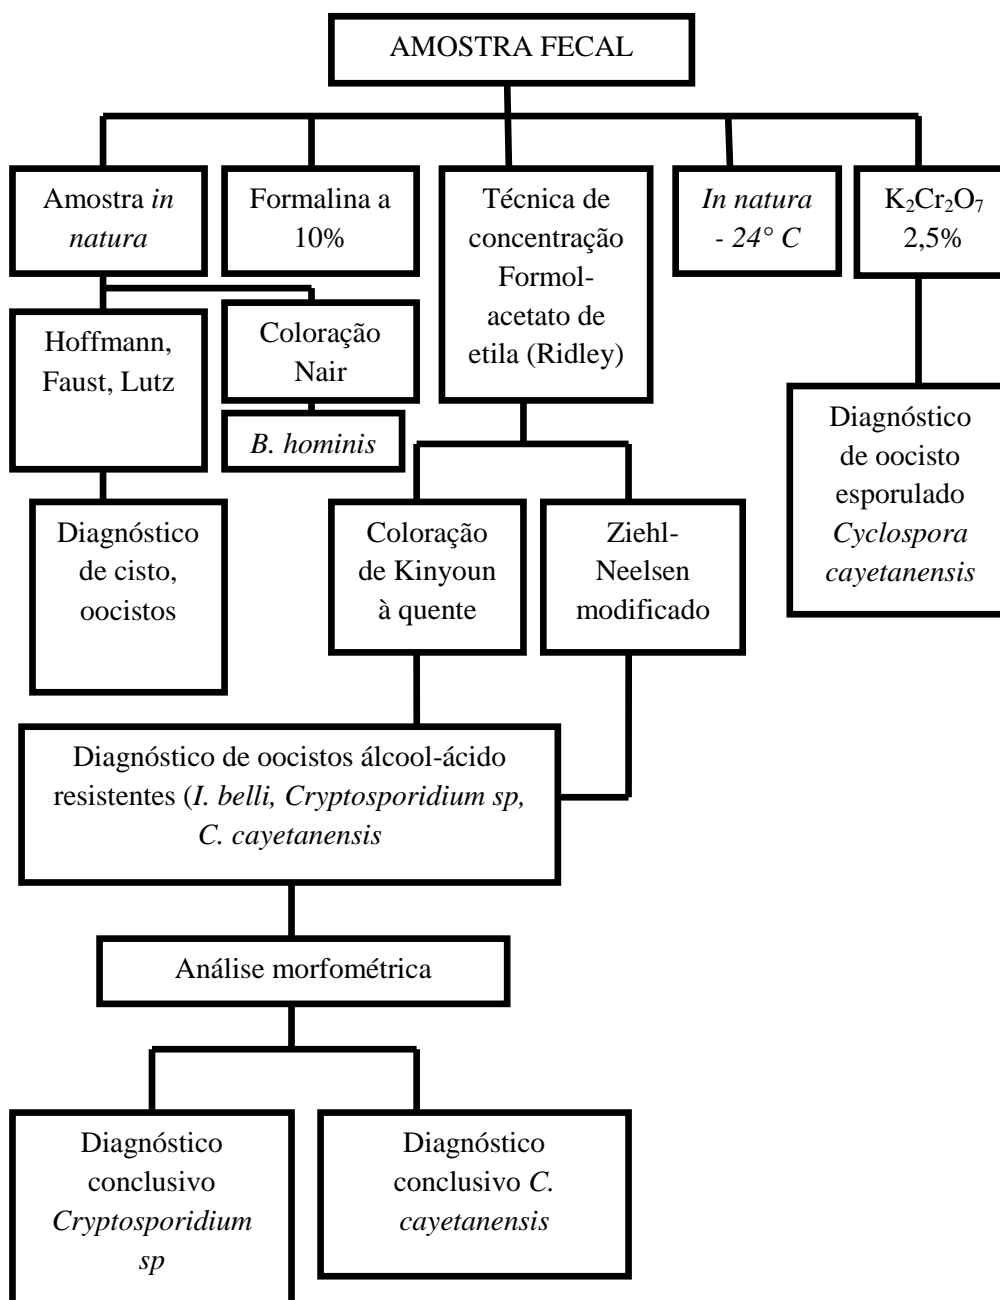 AMOSTRA FECAL
Amostra in
natura
Formalina a
10%
Técnica de
concentração
Formol-
acetato de
etila (Ridley)
In natura
- 24° C
K₂Cr₂O₇
2,5%
Hoffmann,
Faust, Lutz
Coloração
Nair
B. hominis
Diagnóstico
de oocisto
esporulado
Cyclospora
cayetanensis
Diagnóstico
de cisto,
oocistos
Coloração
de Kinyoun
à quente
Ziehl-
Neelsen
modificado
Diagnóstico de oocistos álcool-ácido
resistentes (I. belli, Cryptosporidium sp,
C. cayetanensis
Análise morfométrica
Diagnóstico
conclusivo
Cryptosporidium
sp
Diagnóstico
conclusivo C.
cayetanensis